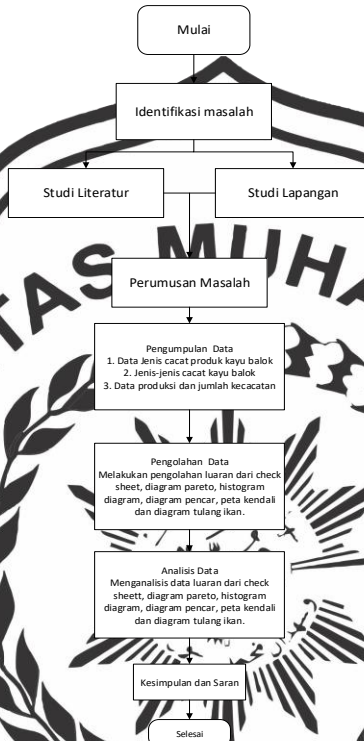 Mulai
Identifikasi masalah
Studi Literatur
Studi Lapangan
TAS MUHA
Perumusan Masalah
Pengumpulan Data
1. Data Jenis cacat produk kayu balok
2. Jenis-jenis cacat kayu balok
3. Data produksi dan jumlah kecacatan
Pengolahan Data
Melakukan pengolahan luaran dari check
sheet, diagram pareto, histogram
diagram, diagram pencar, peta kendali
dan diagram tulang ikan.
Analisis Data
Menganalisis data luaran dari check
sheett, diagram pareto, histogram
diagram, diagram pencar, peta kendali
dan diagram tulang ikan.
Kesimpulan dan Saran
Selesai